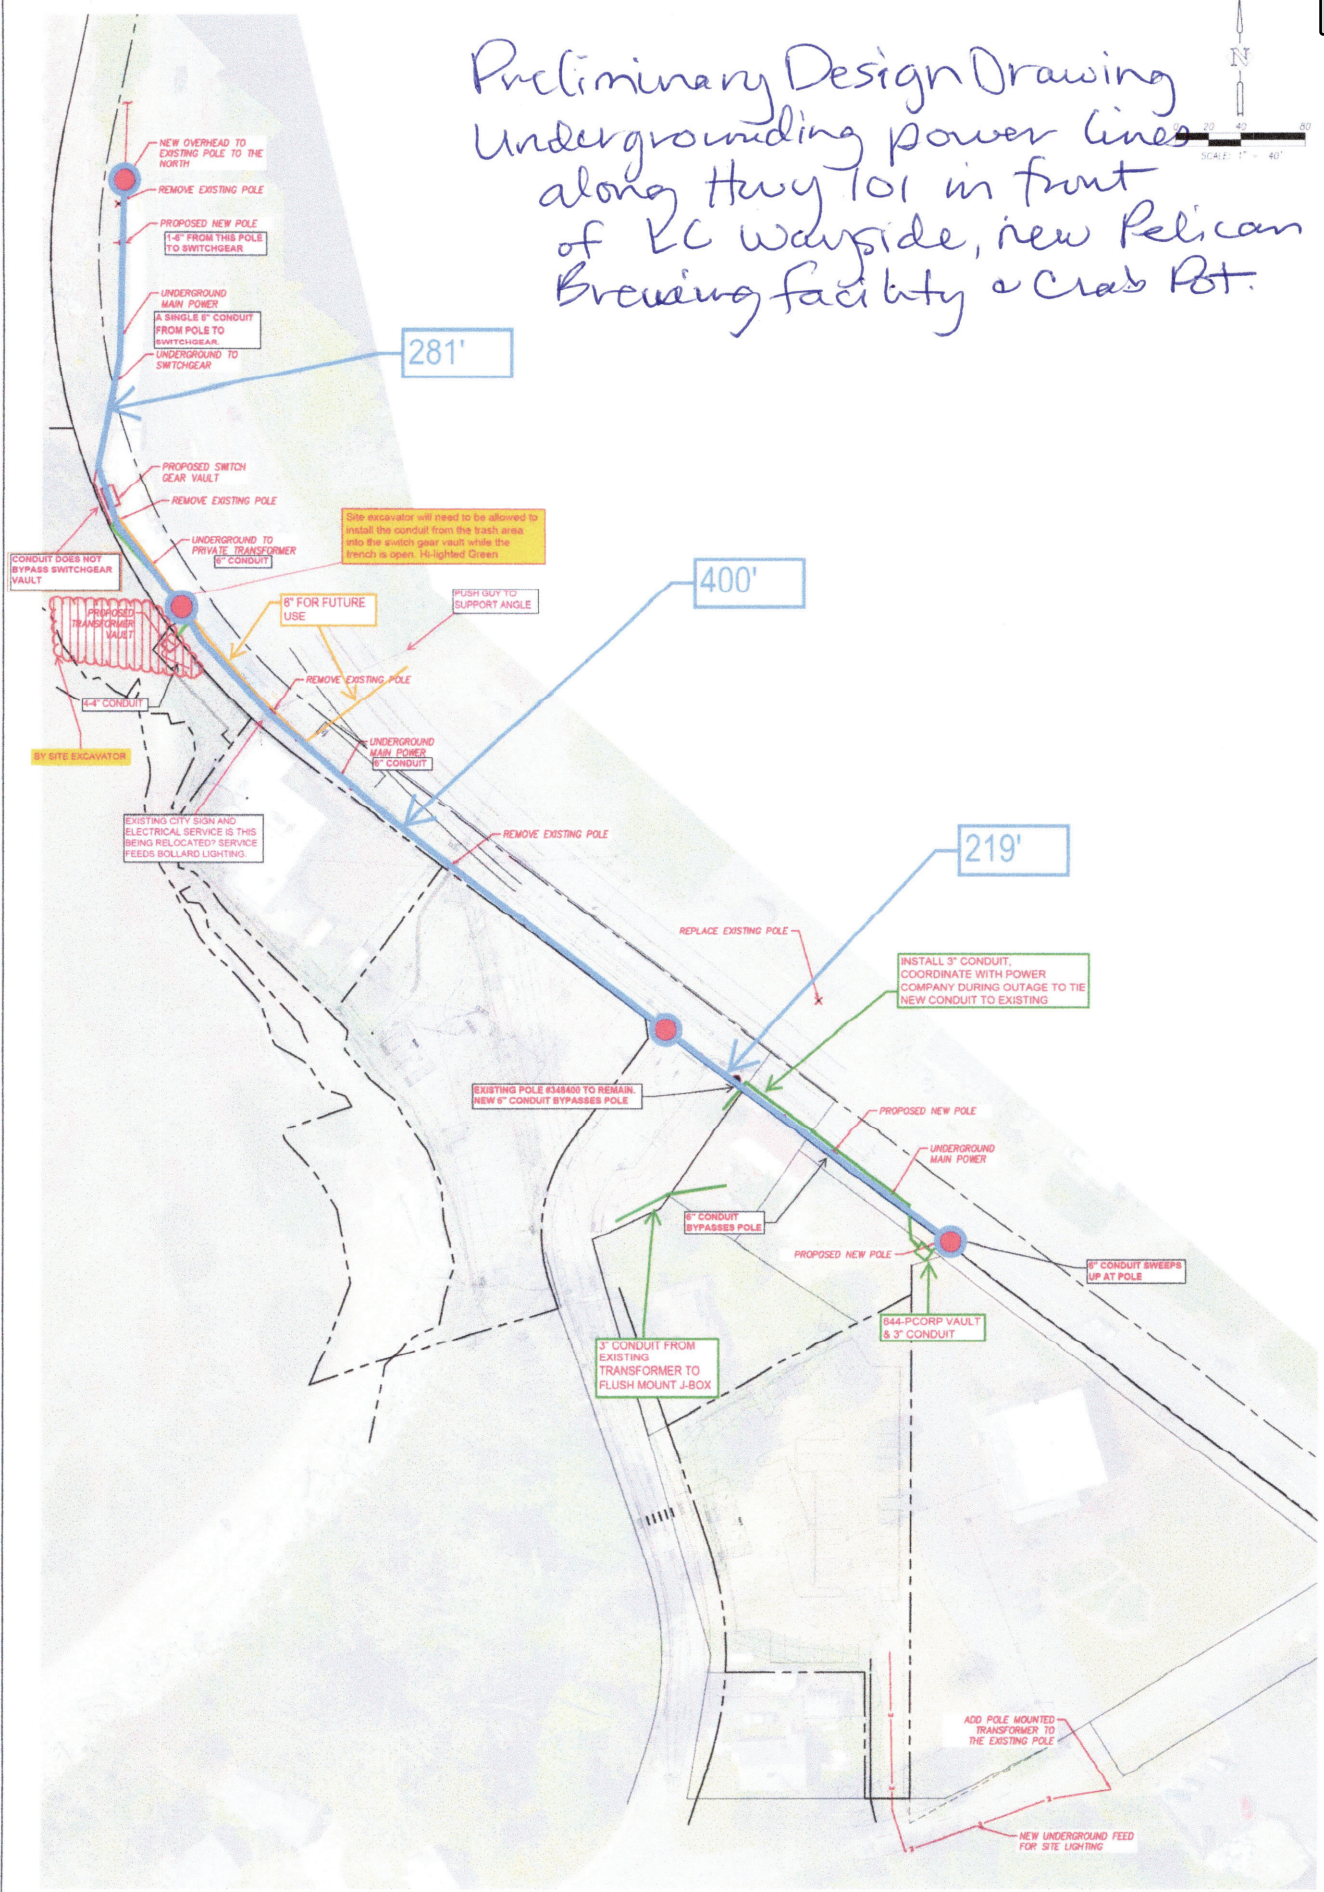 Preliminary Design Drawing
Undergrounding power lines
along Hwy 101 in front
of LC Wayside, new Pelican
Brewing facility & Crab Pot.
N
0 20 40 80
SCALE: 1" - 40'
NEW OVERHEAD TO
EXISTING POLE TO THE
NORTH
REMOVE EXISTING POLE
PROPOSED NEW POLE
1-6" FROM THIS POLE
TO SWITCHGEAR
UNDERGROUND
MAIN POWER
A SINGLE 6" CONDUIT
FROM POLE TO
SWITCHGEAR.
UNDERGROUND TO
SWITCHGEAR
281'
PROPOSED SWITCH
GEAR VAULT
REMOVE EXISTING POLE
Site excavator will need to be allowed to
install the conduit from the trash area
into the switch gear vault while the
trench is open. Hi-lighted Green
UNDERGROUND TO
PRIVATE TRANSFORMER
6" CONDUIT
CONDUIT DOES NOT
BYPASS SWITCHGEAR
VAULT
400'
PUSH GUY TO
SUPPORT ANGLE
6" FOR FUTURE
USE
PROPOSED
TRANSFORMER
VAULT
REMOVE EXISTING POLE
4-4" CONDUIT
UNDERGROUND
MAIN POWER
6" CONDUIT
BY SITE EXCAVATOR
EXISTING CITY SIGN AND
ELECTRICAL SERVICE IS THIS
BEING RELOCATED? SERVICE
FEEDS BOLLARD LIGHTING.
REMOVE EXISTING POLE
219'
REPLACE EXISTING POLE
INSTALL 3" CONDUIT,
COORDINATE WITH POWER
COMPANY DURING OUTAGE TO TIE
NEW CONDUIT TO EXISTING
EXISTING POLE #348400 TO REMAIN.
NEW 6" CONDUIT BYPASSES POLE
PROPOSED NEW POLE
UNDERGROUND
MAIN POWER
6" CONDUIT
BYPASSES POLE
PROPOSED NEW POLE
6" CONDUIT SWEEPS
UP AT POLE
644-PCORP VAULT
& 3" CONDUIT
3" CONDUIT FROM
EXISTING
TRANSFORMER TO
FLUSH MOUNT J-BOX
ADD POLE MOUNTED
TRANSFORMER TO
THE EXISTING POLE
NEW UNDERGROUND FEED
FOR SITE LIGHTING